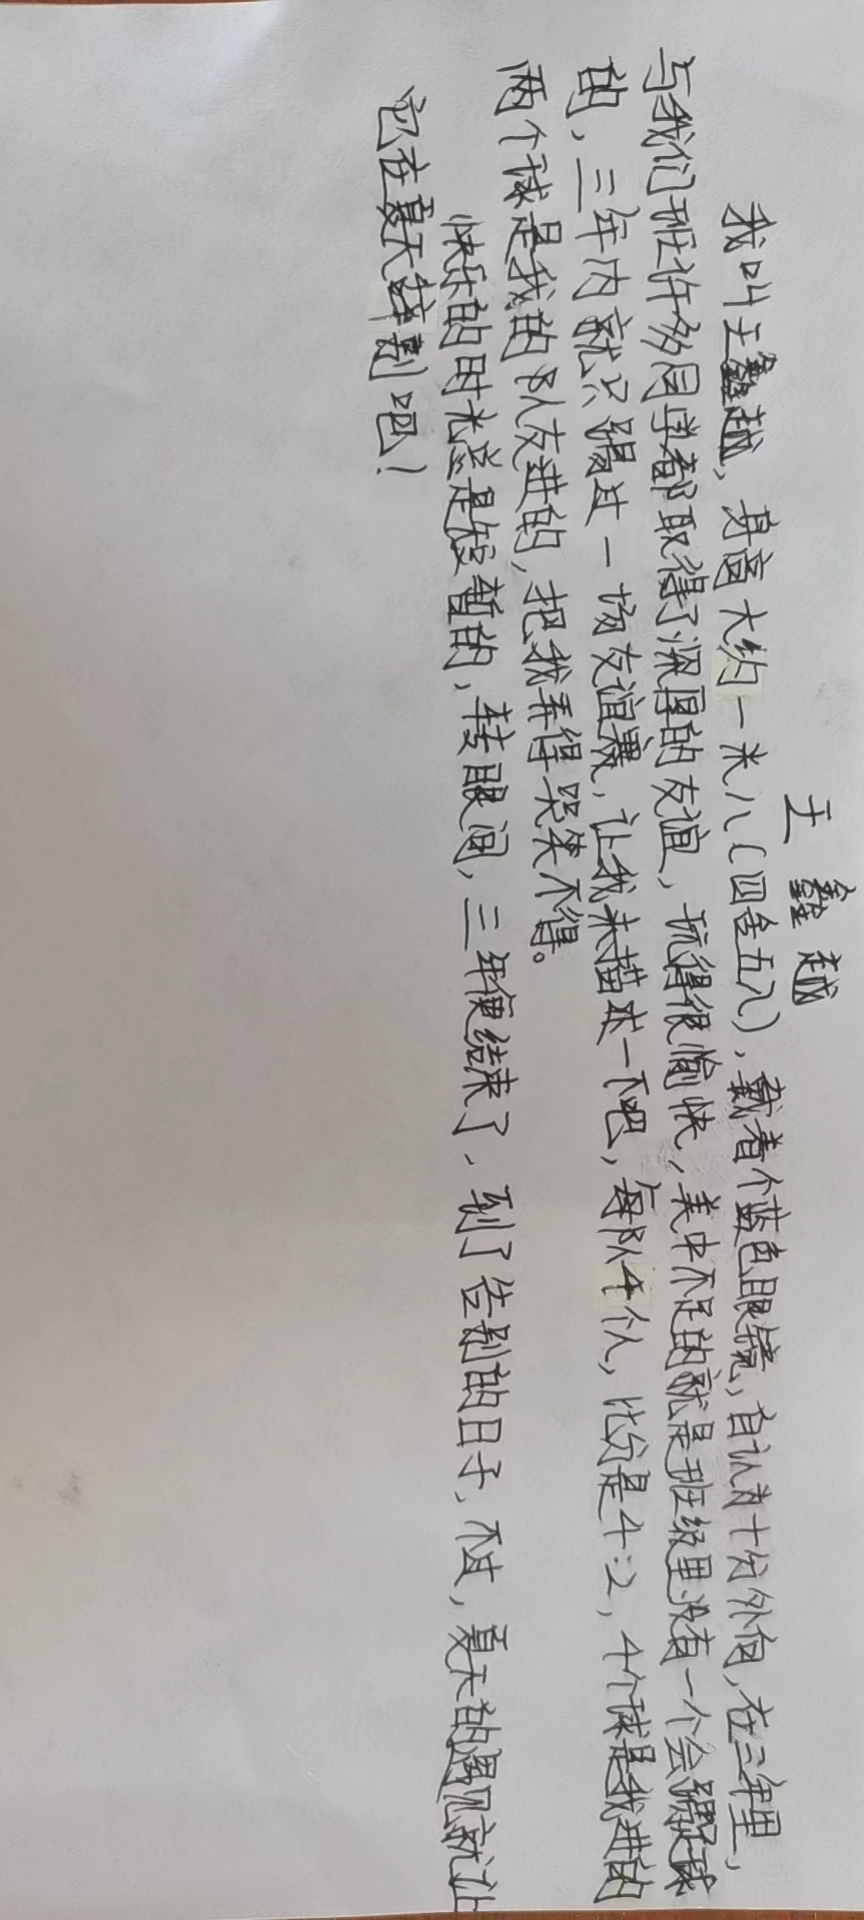 王鑫越
我叫王鑫越，身高大约一米八（四舍五入），戴着个蓝色眼镜，自认为十分外向，在三年里，
与我们班许多同学都取得了深厚的友谊，玩得很愉快，美中不足的就是班级里没有一个会踢足球
的，三年内就只踢过一场友谊赛，让我来描述一下吧，每队4个人，比分是4:2，4个球是我进的
两个球是我的队友进的，把我弄得哭笑不得。
快乐的时光总是短暂的，转眼间，三年便结束了、到了告别的日子，不过，夏天的遇见就让
它在夏天辞别吧！